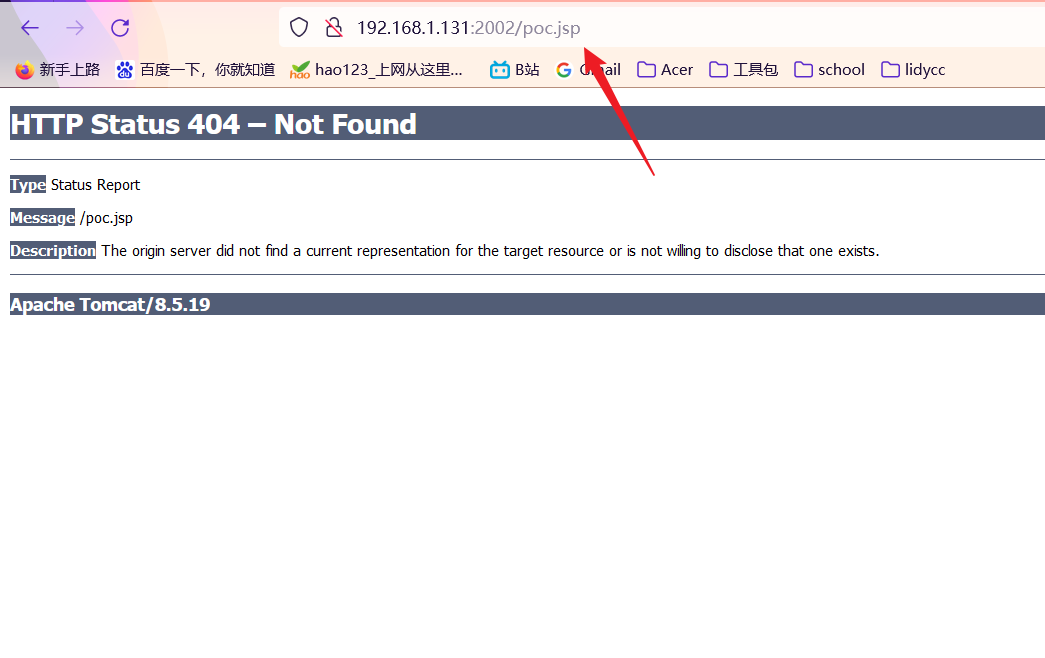 192.168.1.131:2002/poc.jsp
新手上路 百度一下，你就知道 hao123_上网从这里... B站 Gmail Acer 工具包 school lidycc
HTTP Status 404 – Not Found
Type Status Report
Message /poc.jsp
Description The origin server did not find a current representation for the target resource or is not willing to disclose that one exists.
Apache Tomcat/8.5.19